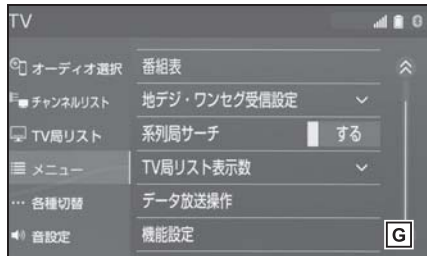 TV
オーディオ選択
チャンネルリスト
TV局リスト
メニュー
各種切替
音設定
番組表
地デジ・ワンセグ受信設定
系列局サーチ する
TV局リスト表示数
データ放送操作
機能設定
G